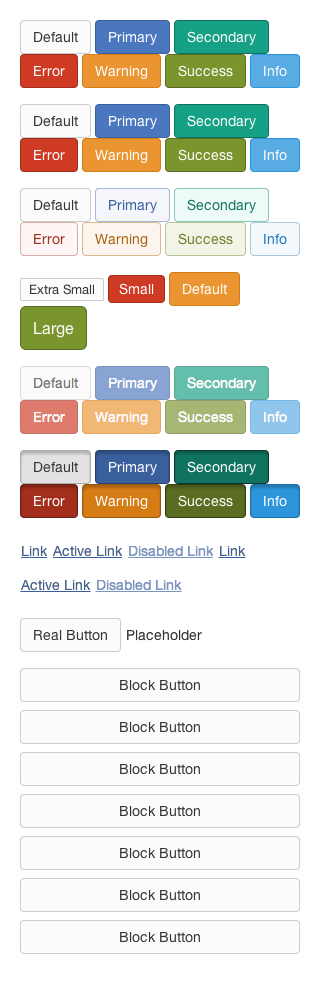 Default Primary Secondary
Error Warning Success Info
Default Primary Secondary
Error Warning Success Info
Default Primary Secondary
Error Warning Success Info
Extra Small Small Default
Large
Default Primary Secondary
Error Warning Success Info
Default Primary Secondary
Error Warning Success Info
Link Active Link Disabled Link Link
Active Link Disabled Link
Real Button Placeholder
Block Button
Block Button
Block Button
Block Button
Block Button
Block Button
Block Button